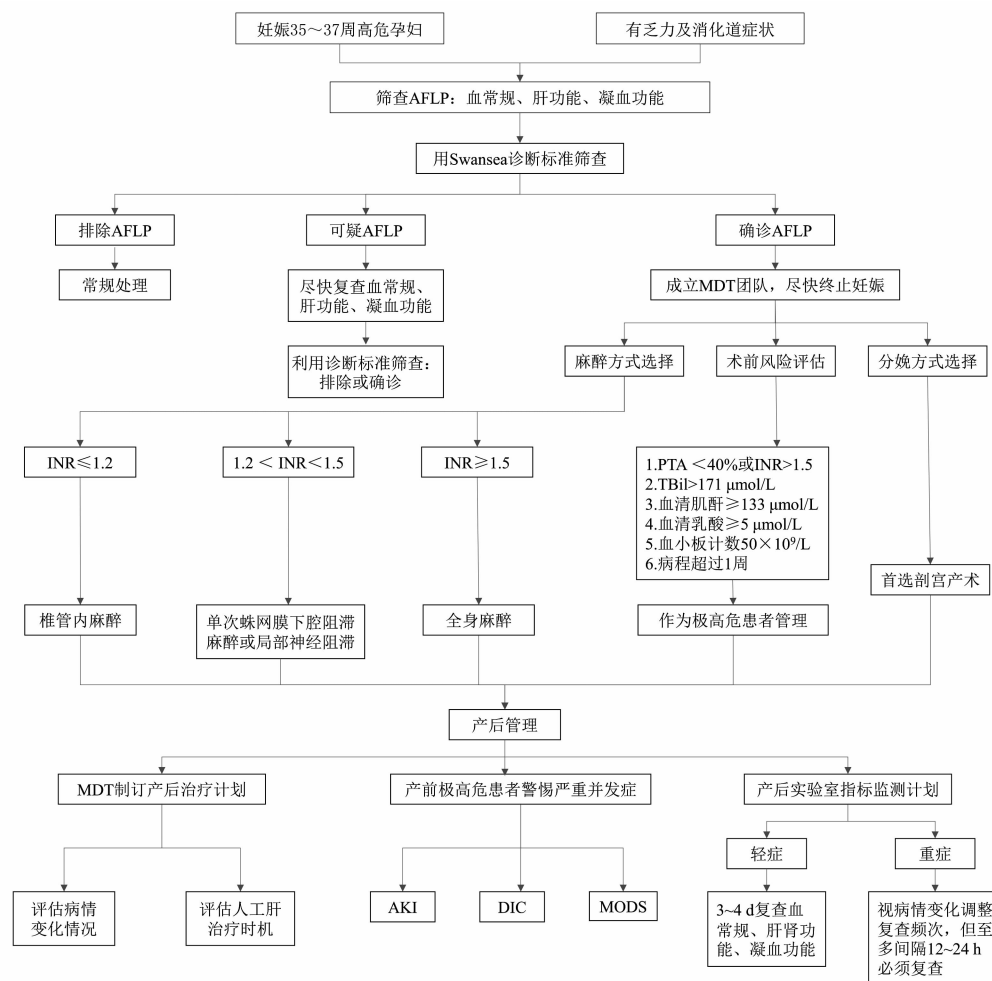 妊娠35～37周高危孕妇
有乏力及消化道症状
筛查AFLP：血常规、肝功能、凝血功能
用Swansea诊断标准筛查
排除AFLP
可疑AFLP
确诊AFLP
常规处理
尽快复查血常规、
肝功能、凝血功能
成立MDT团队，尽快终止妊娠
利用诊断标准筛查：
排除或确诊
麻醉方式选择
术前风险评估
分娩方式选择
INR≤1.2
1.2＜INR<1.5
INR≥1.5
1.PTA＜40%或INR>1.5
2.TBil>171 μmol/L
3.血清肌酐≥133 μmol/L
4.血清乳酸≥5 μmol/L
5.血小板计数50×10⁹/L
6.病程超过1周
首选剖宫产术
椎管内麻醉
单次蛛网膜下腔阻滞
麻醉或局部神经阻滞
全身麻醉
作为极高危患者管理
产后管理
MDT制订产后治疗计划
产前极高危患者警惕严重并发症
产后实验室指标监测计划
轻症
重症
评估病情
变化情况
评估人工肝
治疗时机
AKI
DIC
MODS
3~4 d复查血
常规、肝肾功
能、凝血功能
视病情变化调整
复查频次，但至
多间隔12~24 h
必须复查